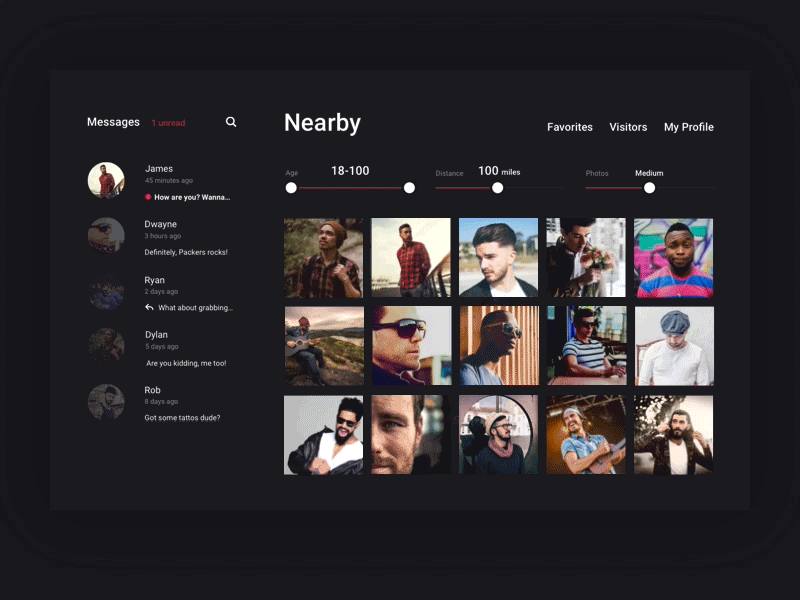 Messages 1 unread
James
45 minutes ago
How are you? Wanna...
Dwayne
3 hours ago
Definitely, Packers rocks!
Ryan
2 days ago
What about grabbing...
Dylan
5 days ago
Are you kidding, me too!
Rob
8 days ago
Got some tattos dude?
Nearby
Favorites Visitors My Profile
Age 18-100
Distance 100 miles
Photos Medium